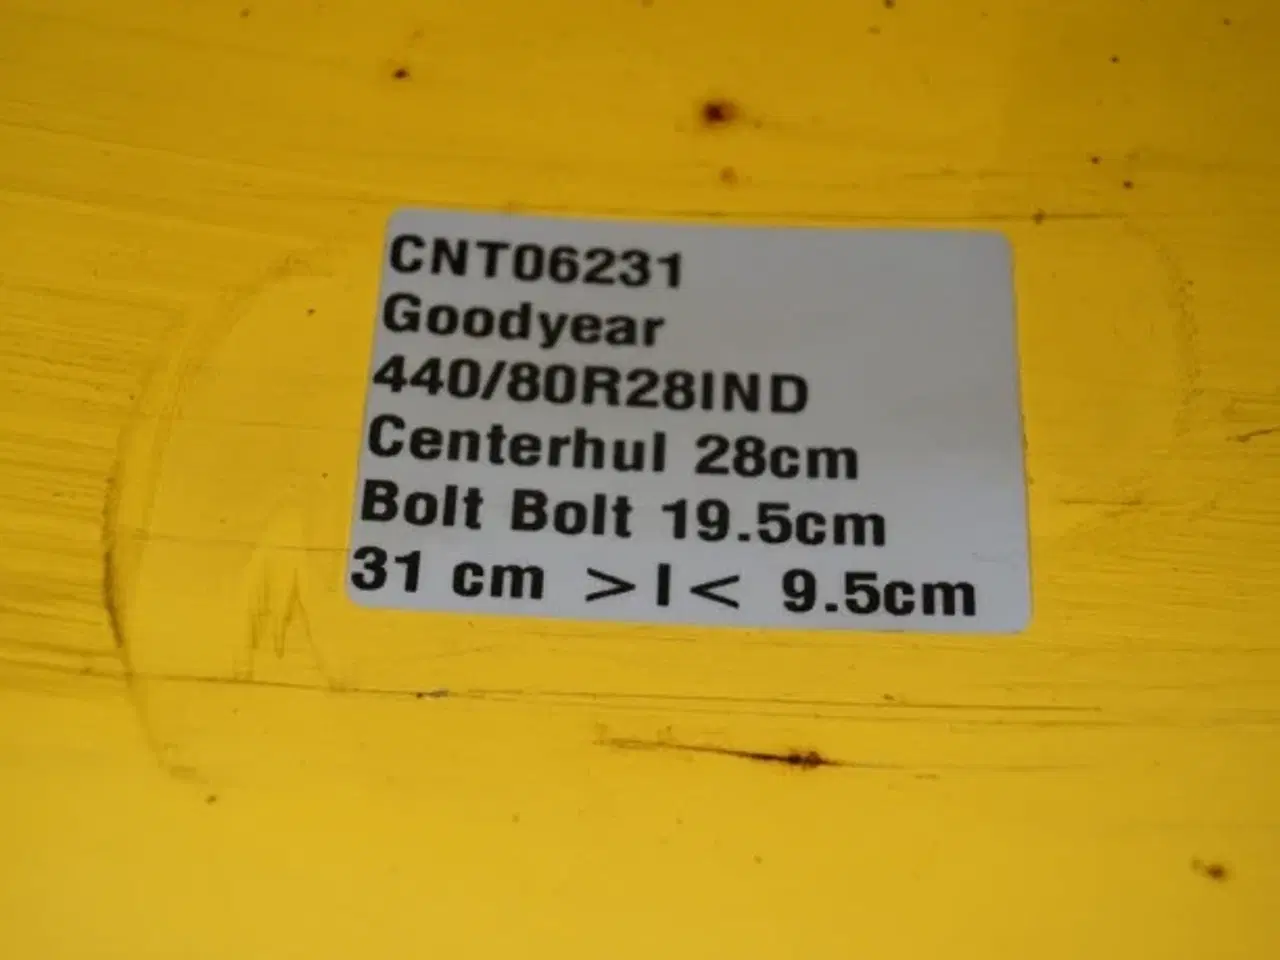 CNT06231
Goodyear
440/80R28IND
Centerhul 28cm
Bolt Bolt 19.5cm
31 cm >I< 9.5cm